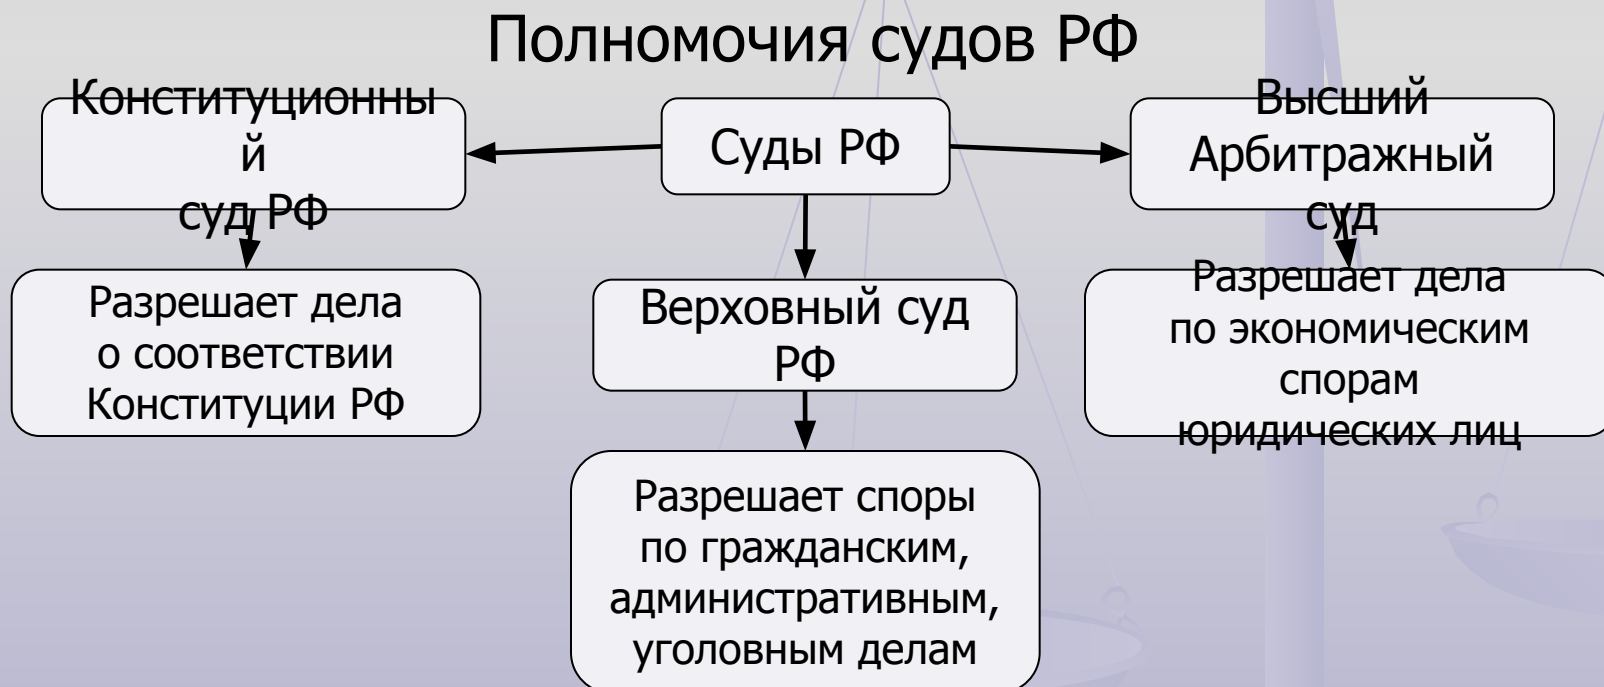 Полномочия судов РФ
Конституционны
й
суд РФ
Суды РФ
Высший
Арбитражный
суд
Разрешает дела
о соответствии
Конституции РФ
Верховный суд
РФ
Разрешает дела
по экономическим
спорам
юридических лиц
Разрешает споры
по гражданским,
административным,
уголовным делам